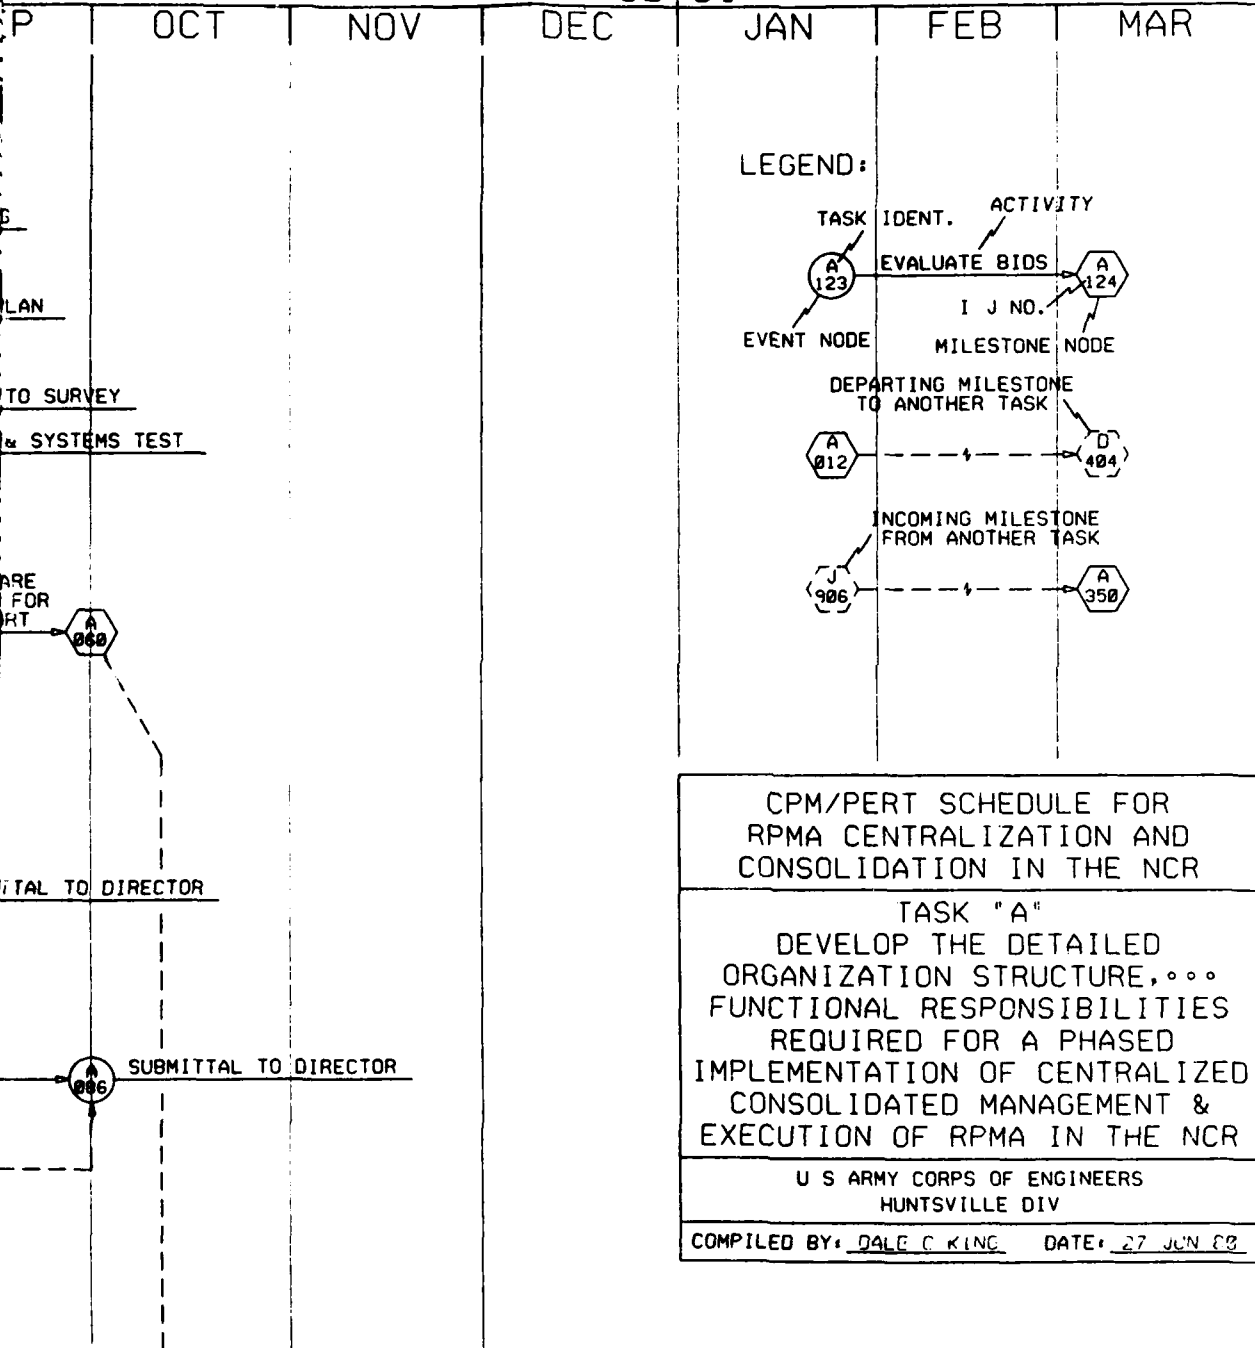 OCT NOV DEC JAN FEB MAR
LEGEND:
TASK IDENT.
ACTIVITY
A
123
EVALUATE BIDS
A
124
I J NO.
EVENT NODE
MILESTONE NODE
DEPARTING MILESTONE
TO ANOTHER TASK
A
012
D
404
INCOMING MILESTONE
FROM ANOTHER TASK
J
906
A
350
LAN
TO SURVEY
& SYSTEMS TEST
ARE
FOR
RT
A
060
TAL TO DIRECTOR
A
086
SUBMITTAL TO DIRECTOR
CPM/PERT SCHEDULE FOR
RPMA CENTRALIZATION AND
CONSOLIDATION IN THE NCR
TASK "A"
DEVELOP THE DETAILED
ORGANIZATION STRUCTURE,...
FUNCTIONAL RESPONSIBILITIES
REQUIRED FOR A PHASED
IMPLEMENTATION OF CENTRALIZED
CONSOLIDATED MANAGEMENT &
EXECUTION OF RPMA IN THE NCR
U S ARMY CORPS OF ENGINEERS
HUNTSVILLE DIV
COMPILED BY: DALE C KING DATE: 27 JUN